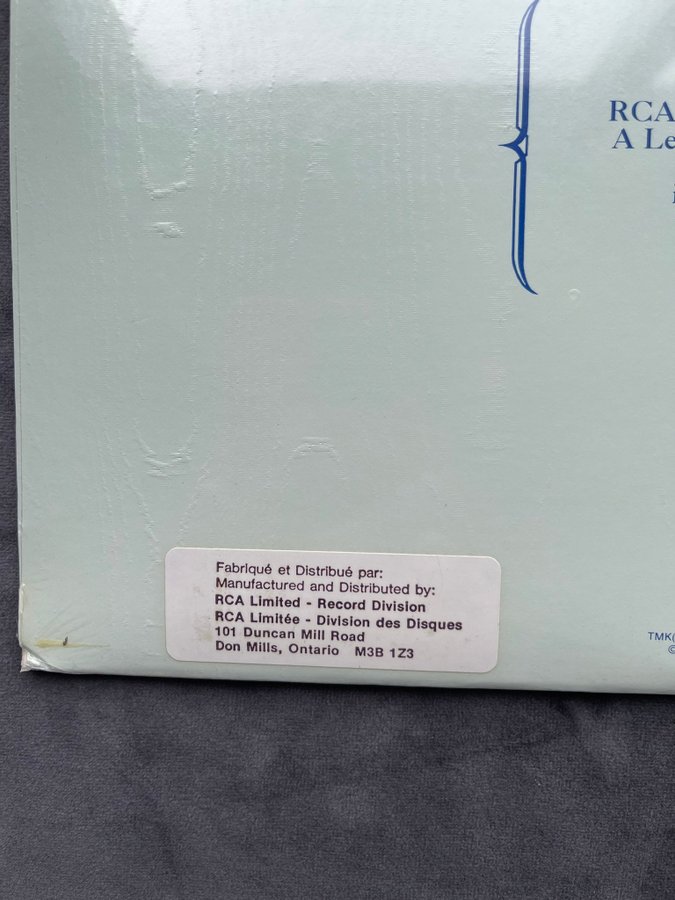 RCA
A Le
Fabriqué et Distribué par:
Manufactured and Distributed by:
RCA Limited - Record Division
RCA Limitée - Division des Disques
101 Duncan Mill Road
Don Mills, Ontario M3B 1Z3
TMK(
©